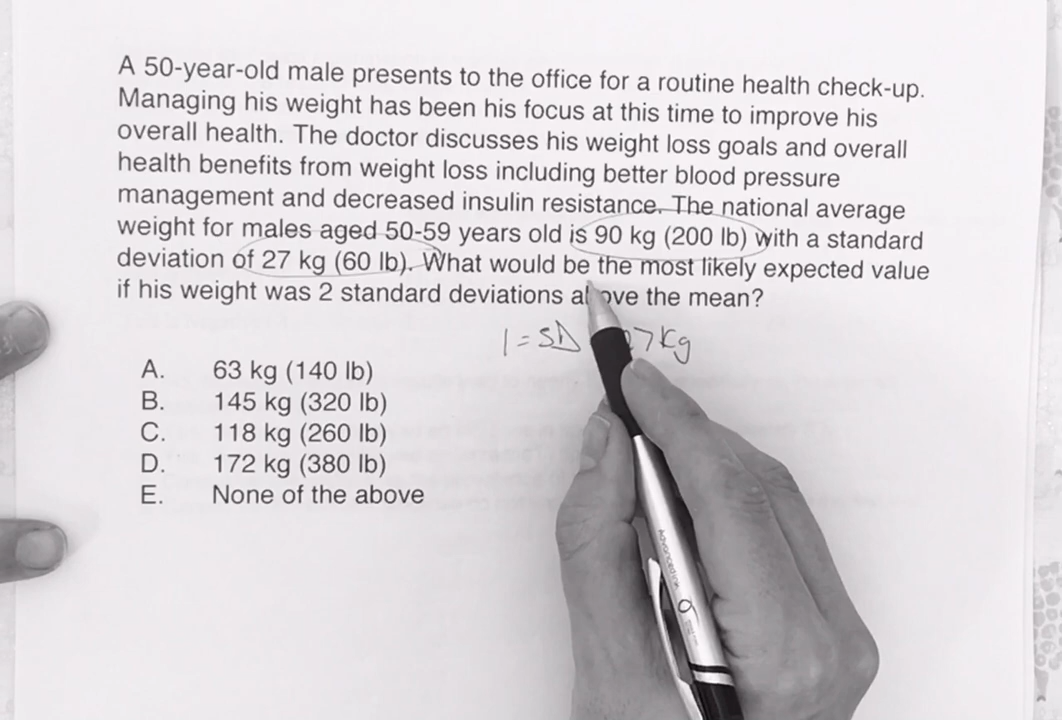 A 50-year-old male presents to the office for a routine health check-up.
Managing his weight has been his focus at this time to improve his
overall health. The doctor discusses his weight loss goals and overall
health benefits from weight loss including better blood pressure
management and decreased insulin resistance. The national average
weight for males aged 50-59 years old is 90 kg (200 lb) with a standard
deviation of 27 kg (60 lb). What would be the most likely expected value
if his weight was 2 standard deviations above the mean?
1 = SD 27kg
A. 63 kg (140 lb)
B. 145 kg (320 lb)
C. 118 kg (260 lb)
D. 172 kg (380 lb)
E. None of the above
Advanced Ink